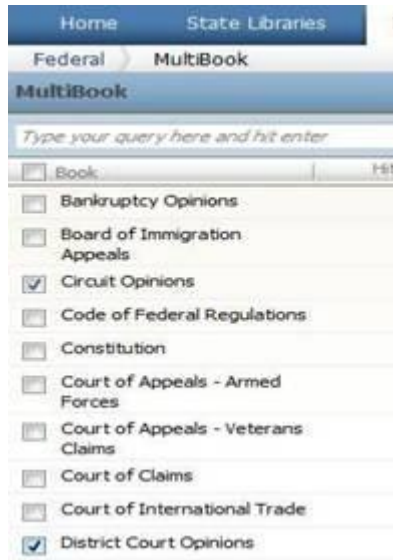 Home State Libraries
Federal MultiBook
MultiBook
Type your query here and hit enter
Book Hit
Bankruptcy Opinions
Board of Immigration
Appeals
Circuit Opinions
Code of Federal Regulations
Constitution
Court of Appeals - Armed
Forces
Court of Appeals - Veterans
Claims
Court of Claims
Court of International Trade
District Court Opinions